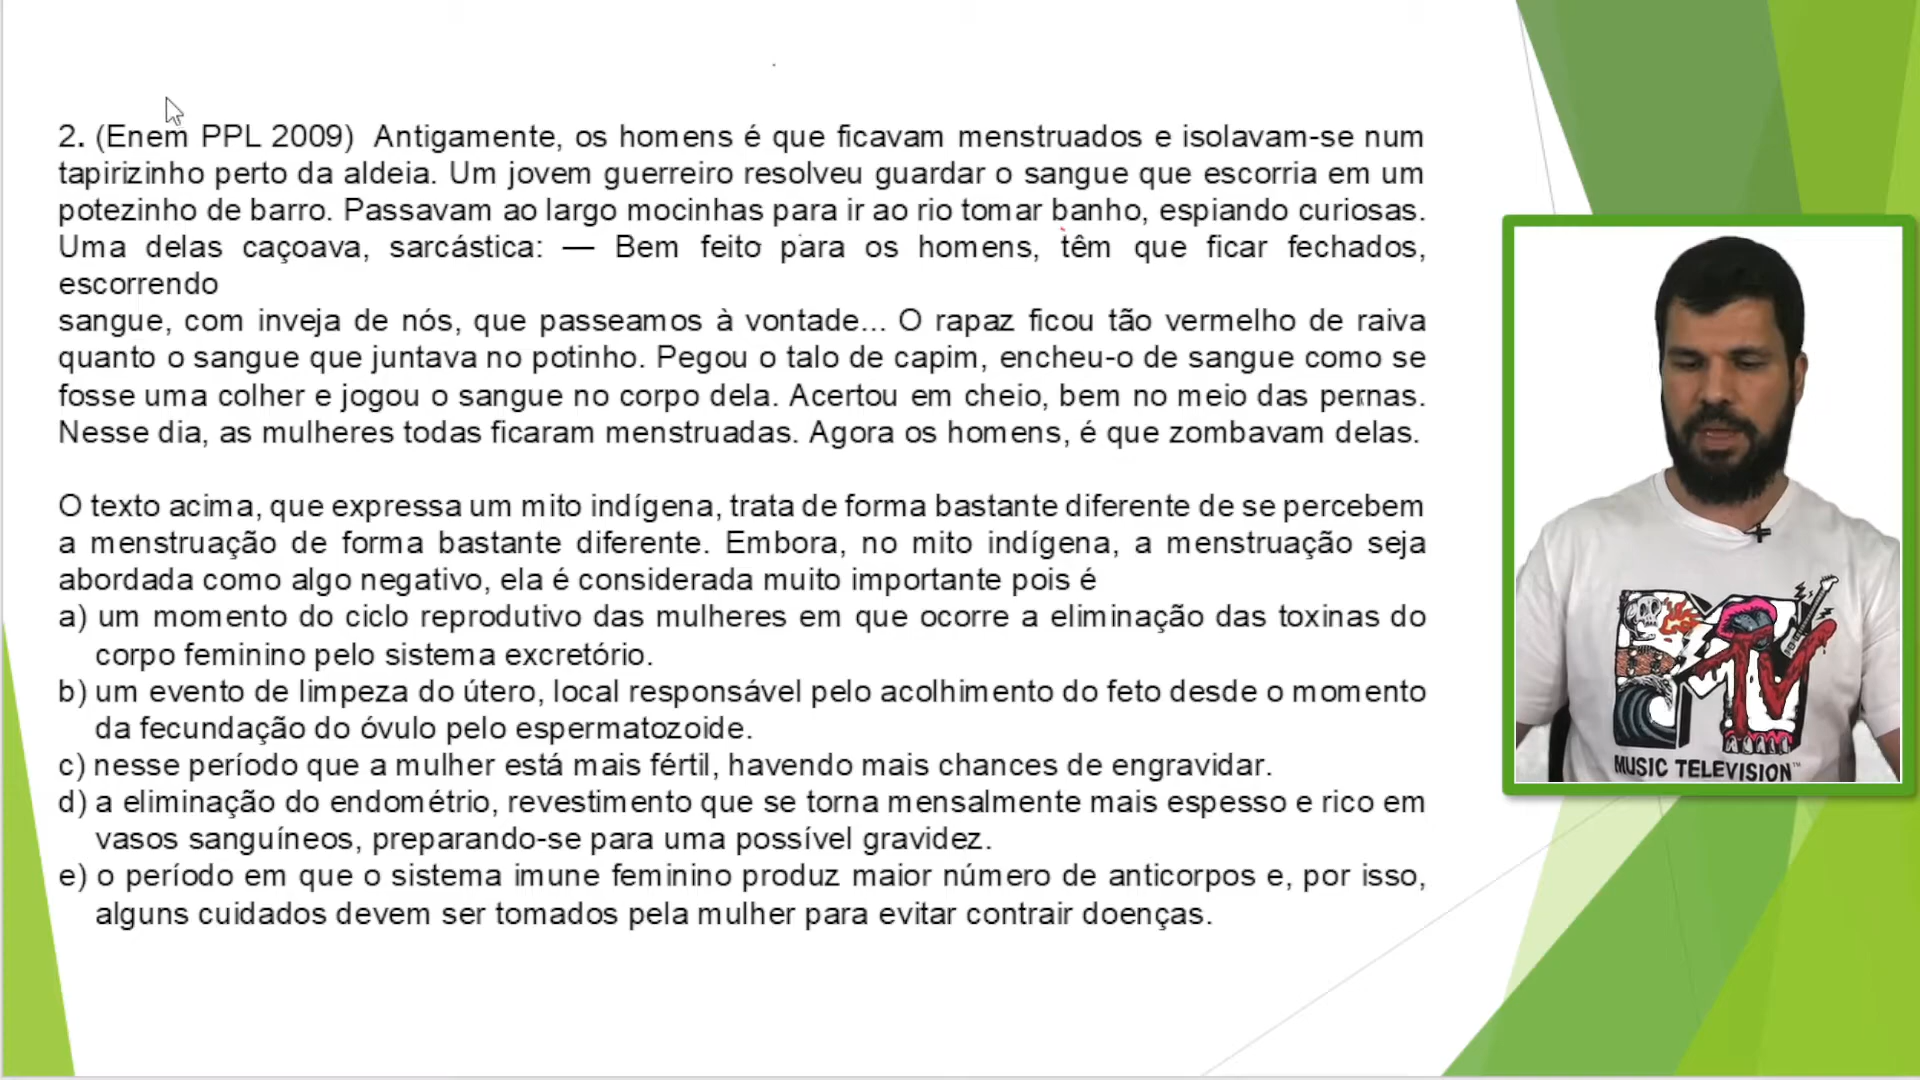 2. (Enem PPL 2009) Antigamente, os homens é que ficavam menstruados e isolavam-se num
tapirizinho perto da aldeia. Um jovem guerreiro resolveu guardar o sangue que escorria em um
potezinho de barro. Passavam ao largo mocinhas para ir ao rio tomar banho, espiando curiosas.
Uma delas caçoava, sarcástica: — Bem feito para os homens, têm que ficar fechados,
escorrendo
sangue, com inveja de nós, que passeamos à vontade... O rapaz ficou tão vermelho de raiva
quanto o sangue que juntava no potinho. Pegou o talo de capim, encheu-o de sangue como se
fosse uma colher e jogou o sangue no corpo dela. Acertou em cheio, bem no meio das pernas.
Nesse dia, as mulheres todas ficaram menstruadas. Agora os homens, é que zombavam delas.
O texto acima, que expressa um mito indígena, trata de forma bastante diferente de se percebem
a menstruação de forma bastante diferente. Embora, no mito indígena, a menstruação seja
abordada como algo negativo, ela é considerada muito importante pois é
a) um momento do ciclo reprodutivo das mulheres em que ocorre a eliminação das toxinas do
corpo feminino pelo sistema excretório.
b) um evento de limpeza do útero, local responsável pelo acolhimento do feto desde o momento
da fecundação do óvulo pelo espermatozoide.
c) nesse período que a mulher está mais fértil, havendo mais chances de engravidar.
d) a eliminação do endométrio, revestimento que se torna mensalmente mais espesso e rico em
vasos sanguíneos, preparando-se para uma possível gravidez.
e) o período em que o sistema imune feminino produz maior número de anticorpos e, por isso,
alguns cuidados devem ser tomados pela mulher para evitar contrair doenças.
MTV
MUSIC TELEVISION™